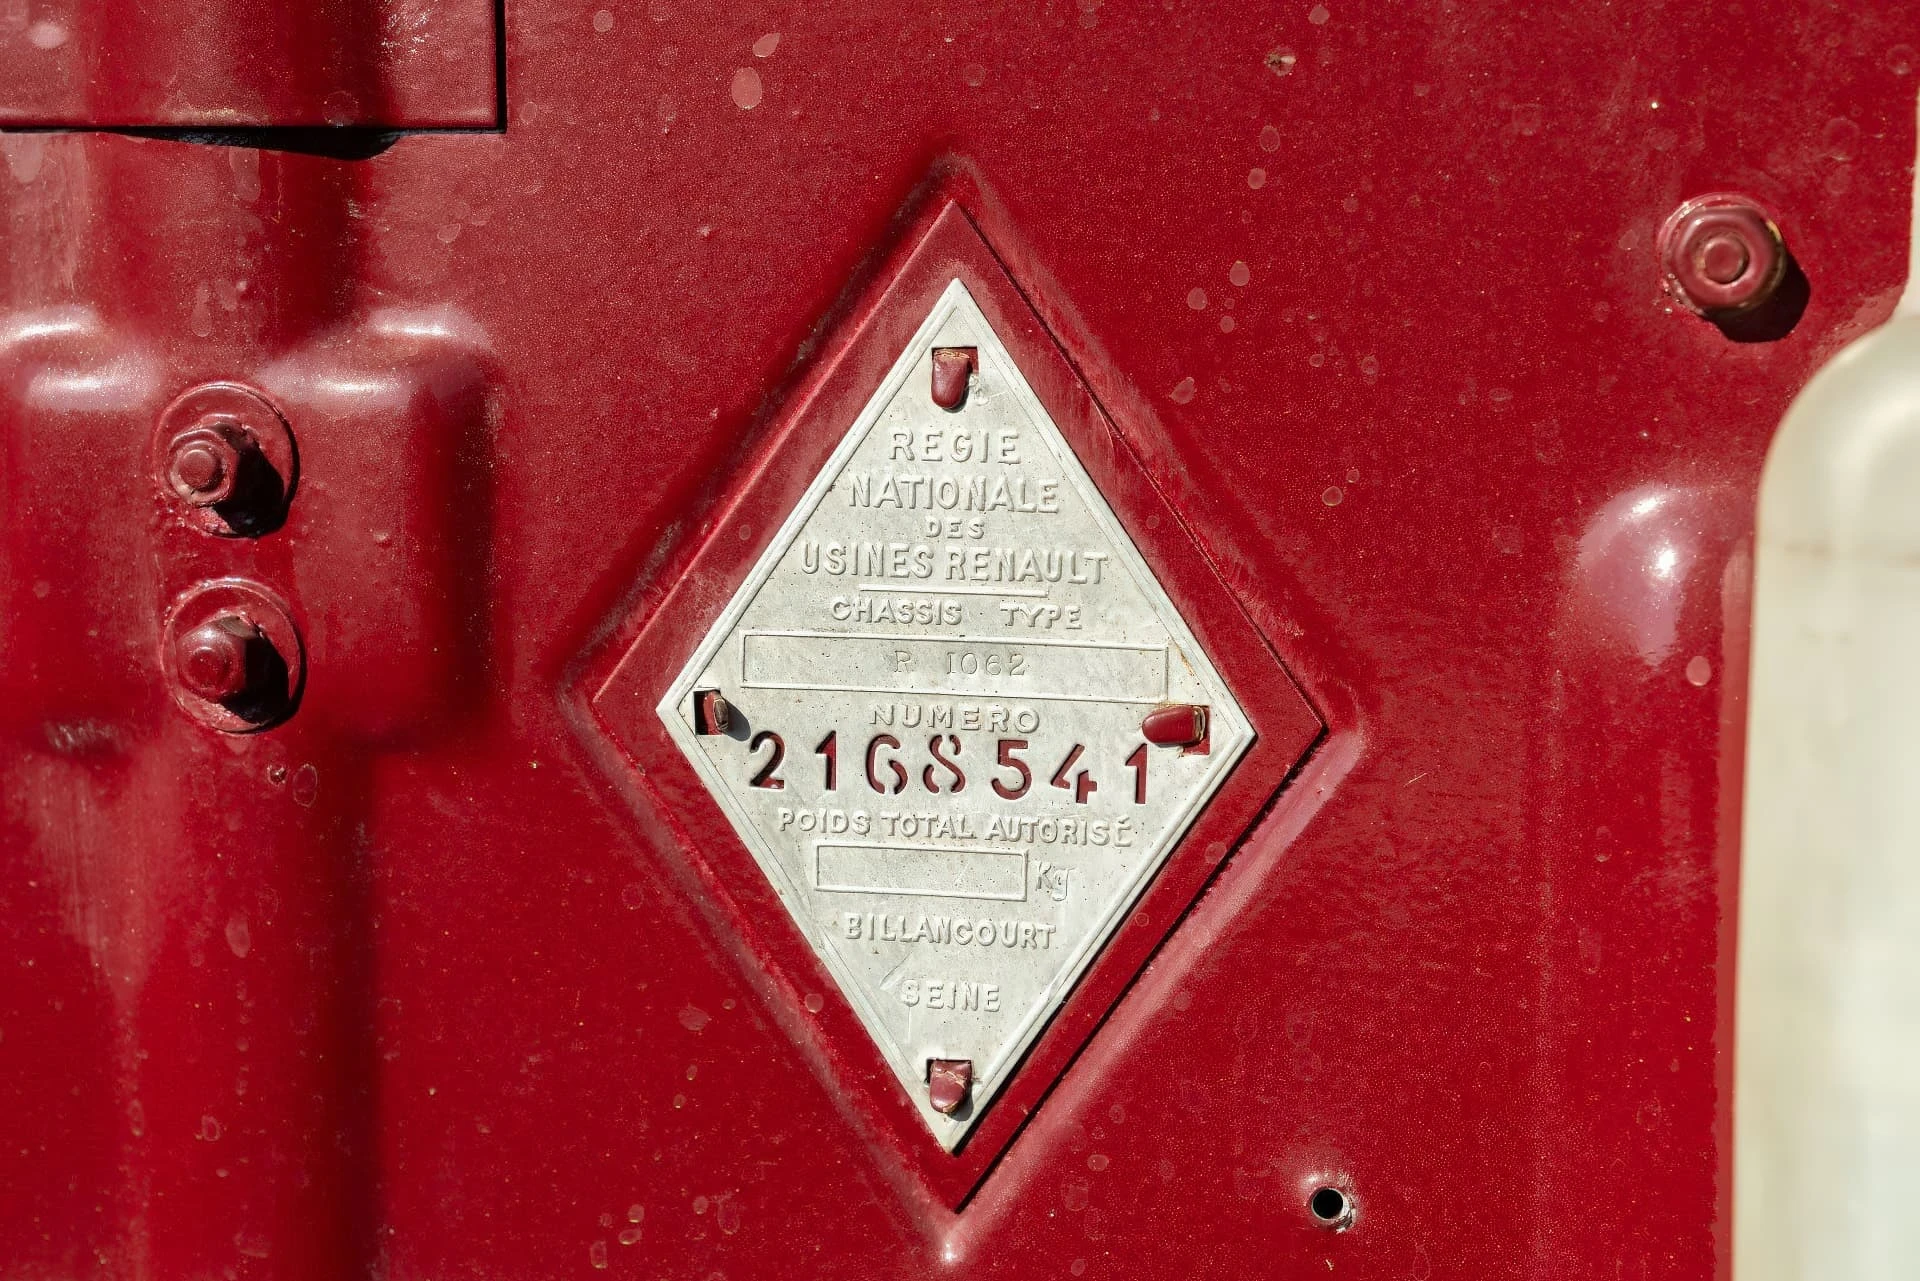 REGIE
NATIONALE
DES
USINES RENAULT
CHASSIS TYPE
R 1062
NUMERO
2168541
POIDS TOTAL AUTORISÉ
Kg
BILLANCOURT
SEINE